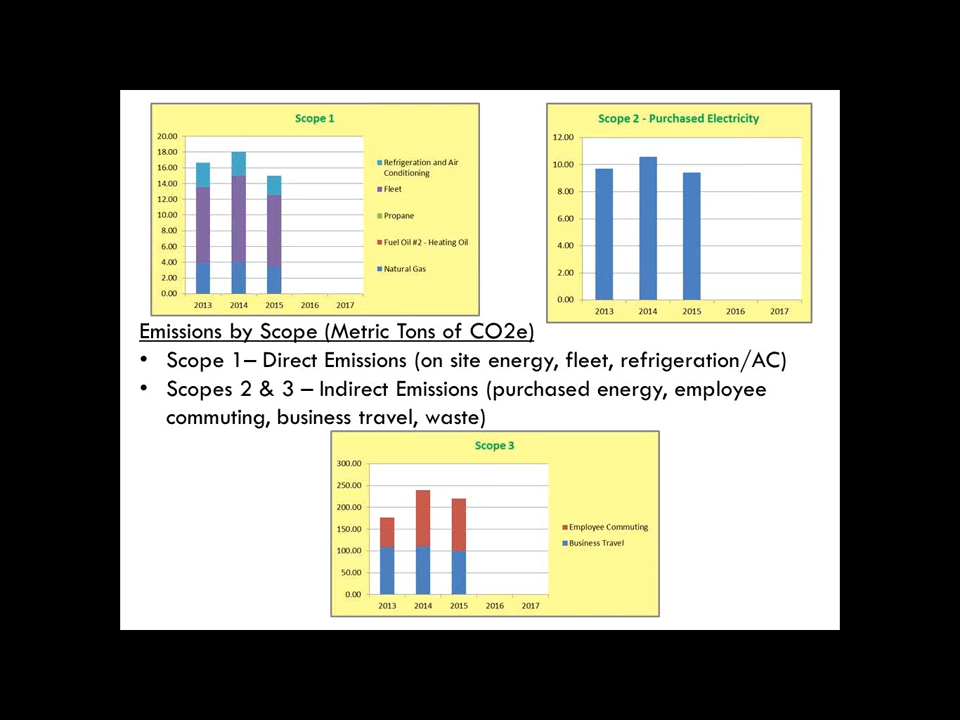 Scope 1
20.00
18.00
16.00
14.00
12.00
10.00
8.00
6.00
4.00
2.00
0.00
2013 2014 2015 2016 2017
Refrigeration and Air
Conditioning
Fleet
Propane
Fuel Oil #2 - Heating Oil
Natural Gas
Scope 2 - Purchased Electricity
12.00
10.00
8.00
6.00
4.00
2.00
0.00
2013 2014 2015 2016 2017
Emissions by Scope (Metric Tons of CO2e)
• Scope 1– Direct Emissions (on site energy, fleet, refrigeration/AC)
• Scopes 2 & 3 – Indirect Emissions (purchased energy, employee
commuting, business travel, waste)
Scope 3
300.00
250.00
200.00
150.00
100.00
50.00
0.00
2013 2014 2015 2016 2017
Employee Commuting
Business Travel